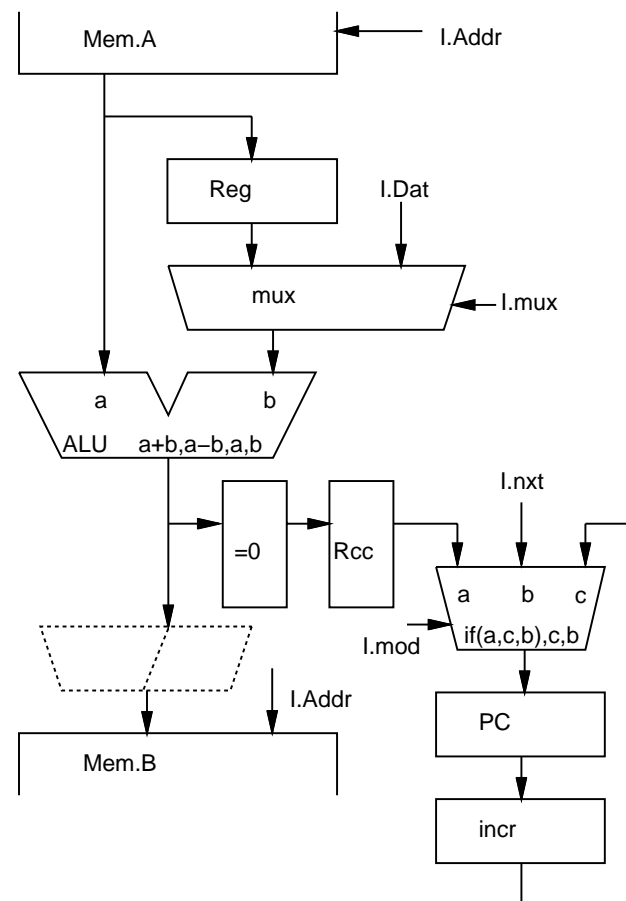 Mem.A
I.Addr
Reg
I.Dat
mux
I.mux
a
b
ALU a+b,a−b,a,b
I.nxt
=0
Rcc
a
b
c
if(a,c,b),c,b
I.mod
I.Addr
PC
Mem.B
incr